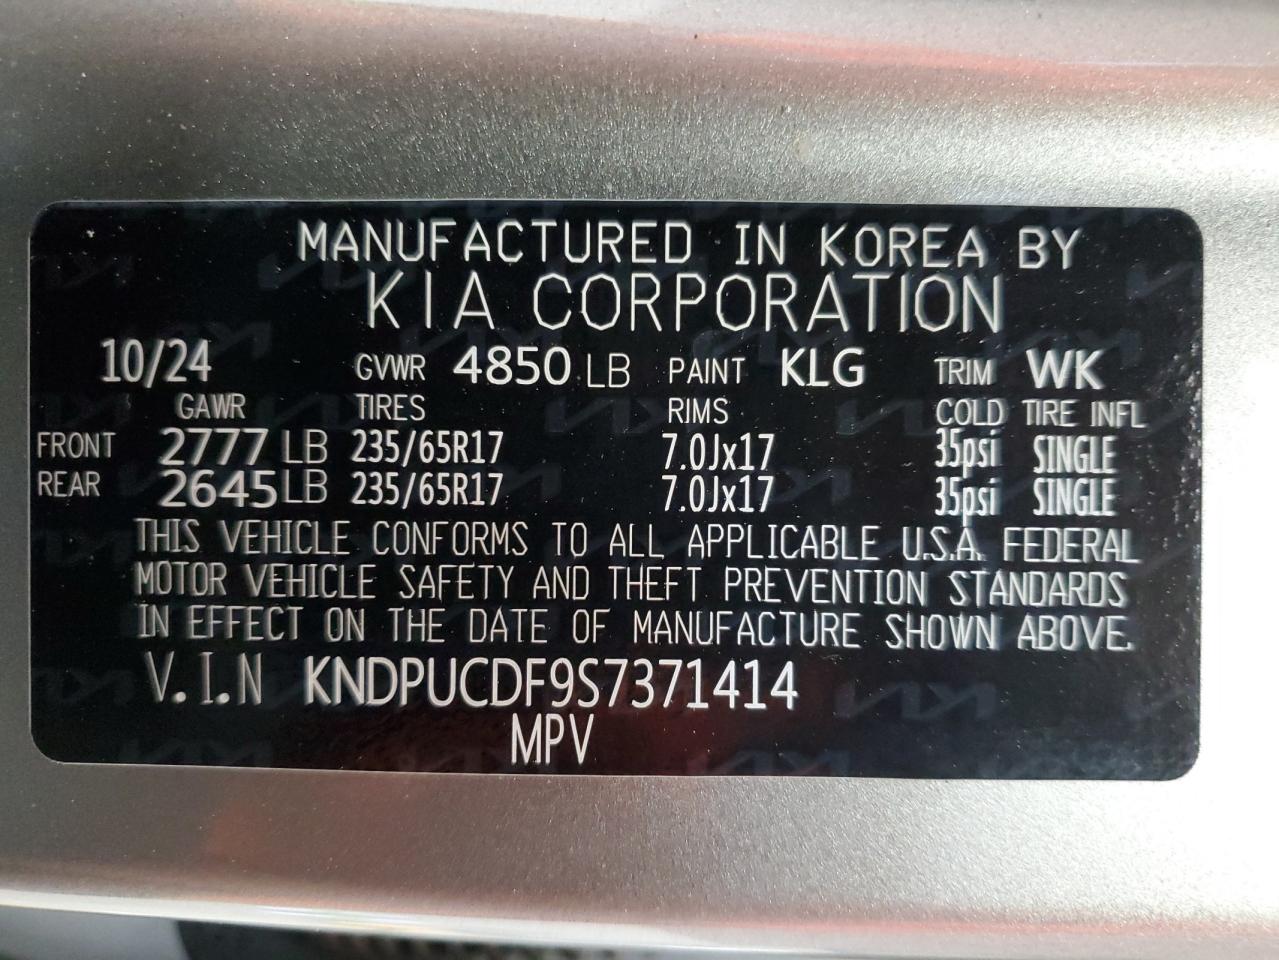 MANUFACTURED IN KOREA BY
KIA CORPORATION
10/24 GVWR 4850 LB PAINT KLG TRIM WK
GAWR TIRES RIMS COLD TIRE INFL
FRONT 2777 LB 235/65R17 7.0Jx17 35psi SINGLE
REAR 2645 LB 235/65R17 7.0Jx17 35psi SINGLE
THIS VEHICLE CONFORMS TO ALL APPLICABLE U.S.A. FEDERAL
MOTOR VEHICLE SAFETY AND THEFT PREVENTION STANDARDS
IN EFFECT ON THE DATE OF MANUFACTURE SHOWN ABOVE.
V.I.N KNDPUCDF9S7371414
MPV